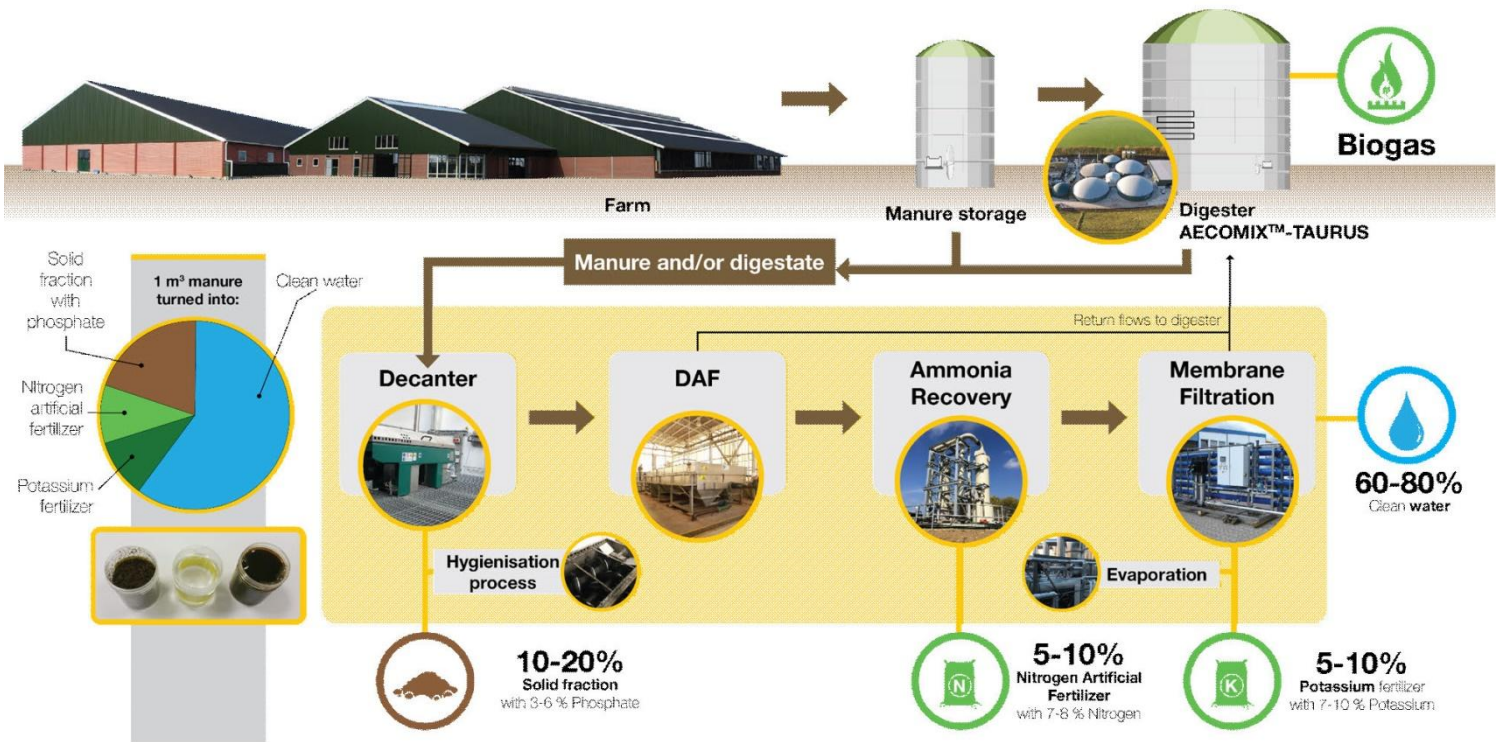 Biogas
Farm
Manure storage
Digester
AECOMIX™-TAURUS
Manure and/or digestate
Solid
fraction
with
phosphate
1 m³ manure
turned into:
Clean water
Nitrogen
artificial
fertilizer
Potassium
fertilizer
Return flows to digester
Decanter
DAF
Ammonia
Recovery
Membrane
Filtration
60-80%
Clean water
Hygienisation
process
Evaporation
10-20%
Solid fraction
with 3-6 % Phosphate
N
5-10%
Nitrogen Artificial
Fertilizer
with 7-8 % Nitrogen
K
5-10%
Potassium fertilizer
with 7-10 % Potassium